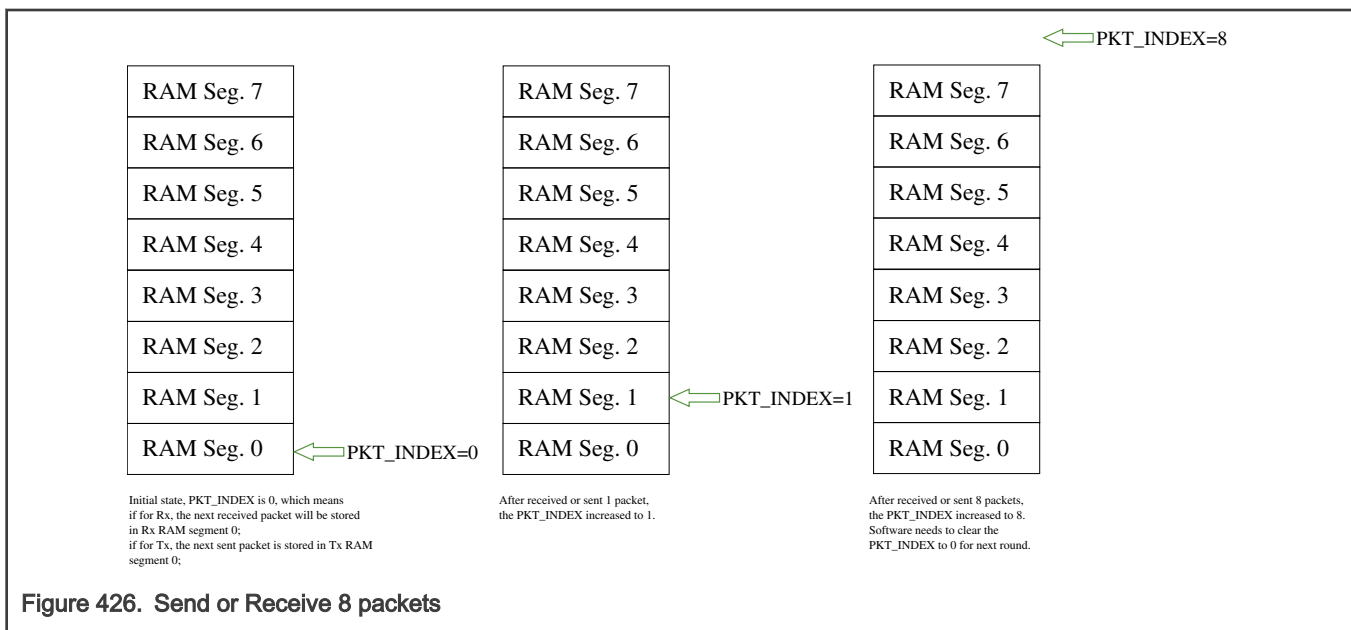 PKT_INDEX=8
RAM Seg. 7
RAM Seg. 6
RAM Seg. 5
RAM Seg. 4
RAM Seg. 3
RAM Seg. 2
RAM Seg. 1
RAM Seg. 0
PKT_INDEX=0
Initial state, PKT_INDEX is 0, which means
if for Rx, the next received packet will be stored
in Rx RAM segment 0;
if for Tx, the next sent packet is stored in Tx RAM
segment 0;
RAM Seg. 7
RAM Seg. 6
RAM Seg. 5
RAM Seg. 4
RAM Seg. 3
RAM Seg. 2
RAM Seg. 1
PKT_INDEX=1
RAM Seg. 0
After received or sent 1 packet,
the PKT_INDEX increased to 1.
RAM Seg. 7
RAM Seg. 6
RAM Seg. 5
RAM Seg. 4
RAM Seg. 3
RAM Seg. 2
RAM Seg. 1
RAM Seg. 0
After received or sent 8 packets,
the PKT_INDEX increased to 8.
Software needs to clear the
PKT_INDEX to 0 for next round.
Figure 426. Send or Receive 8 packets